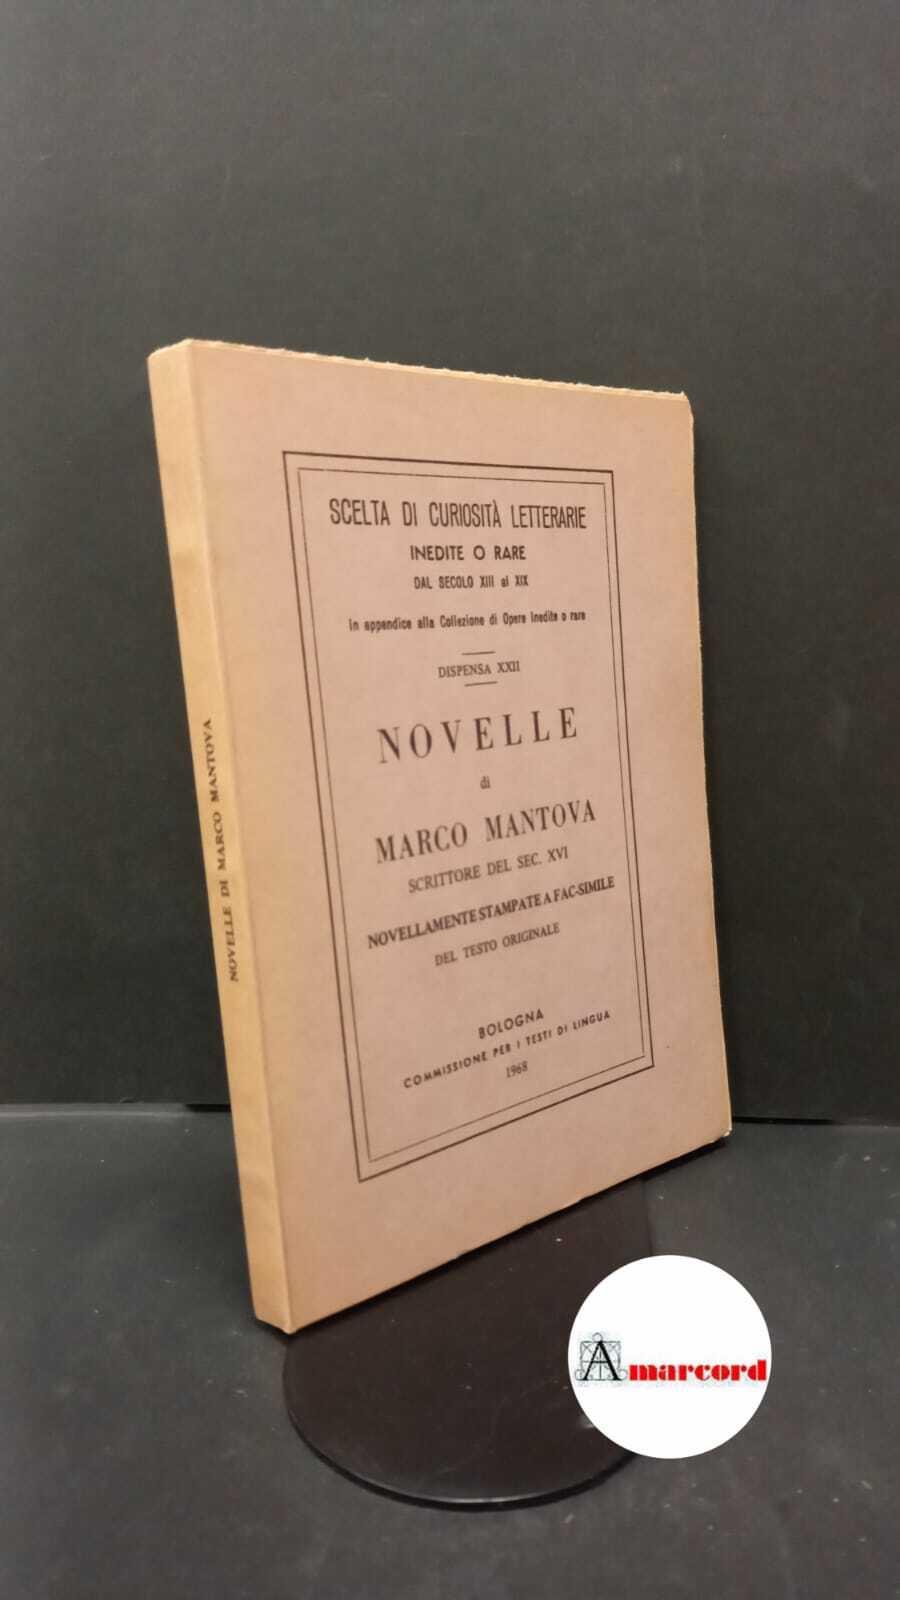 SCELTA DI CURIOSITÀ LETTERARIE
INEDITE O RARE
DAL SECOLO XIII al XIX
In appendice alla Collezione di Opere inedite o rare
DISPENSA XXII
NOVELLE
di
MARCO MANTOVA
SCRITTORE DEL SEC. XVI
NOVELLAMENTE STAMPATE A FAC-SIMILE
DEL TESTO ORIGINALE
BOLOGNA
COMMISSIONE PER I TESTI DI LINGUA
1968
NOVELLE DI MARCO MANTOVA
Amarcord